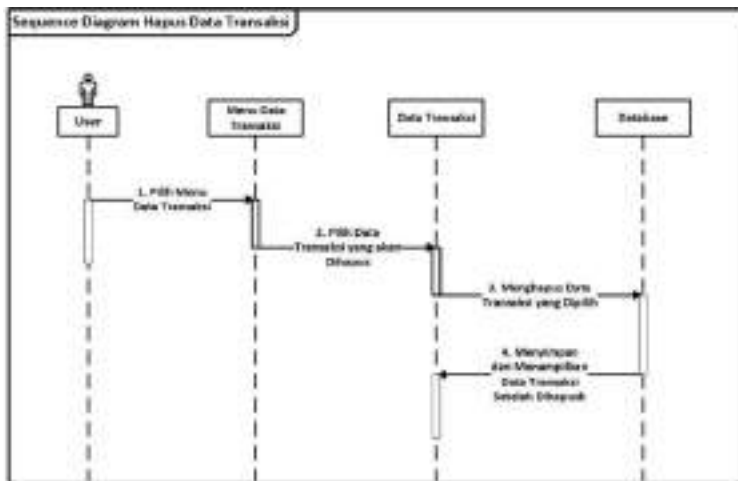 Sequence Diagram Hapus Data Transaksi
User
Menu Data
Transaksi
Data Transaksi
Database
1. Pilih Menu
Data Transaksi
2. Pilih Data
Transaksi yang akan
Dihapus
3. Menghapus Data
Transaksi yang Dipilih
4. Menyimpan
dan Menampilkan
Data Transaksi
Setelah Dihapus